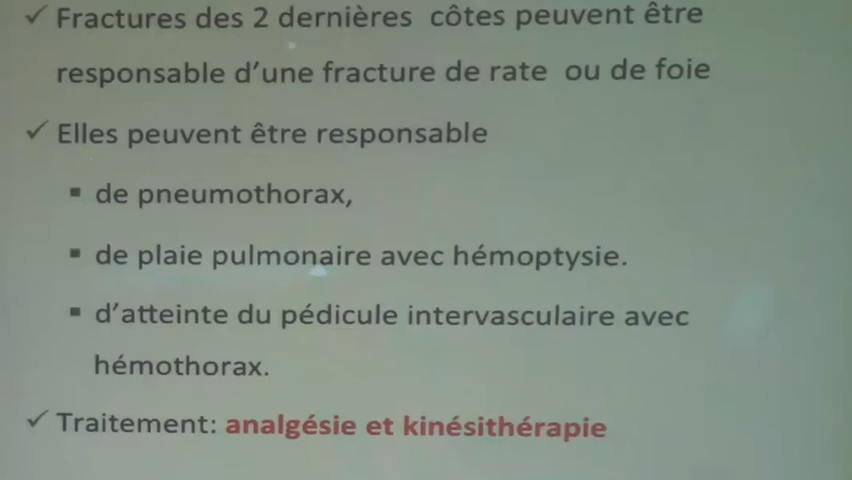 ✓ Fractures des 2 dernières côtes peuvent être
responsable d’une fracture de rate ou de foie
✓ Elles peuvent être responsable
▪ de pneumothorax,
▪ de plaie pulmonaire avec hémoptysie.
▪ d’atteinte du pédicule intervasculaire avec
hémothorax.
✓ Traitement: analgésie et kinésithérapie